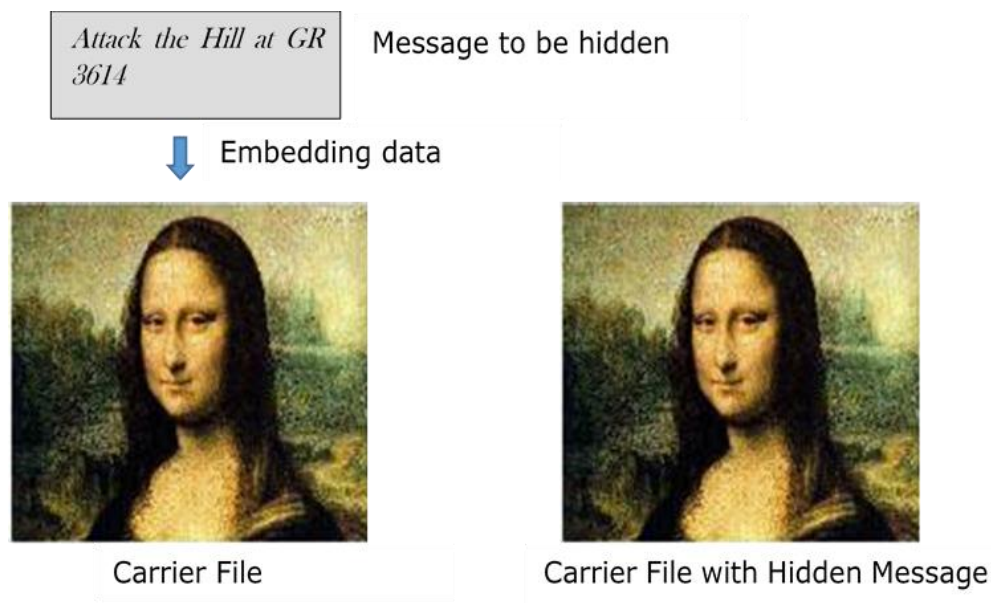 Attack the Hill at GR
3614
Message to be hidden
Embedding data
Carrier File
Carrier File with Hidden Message